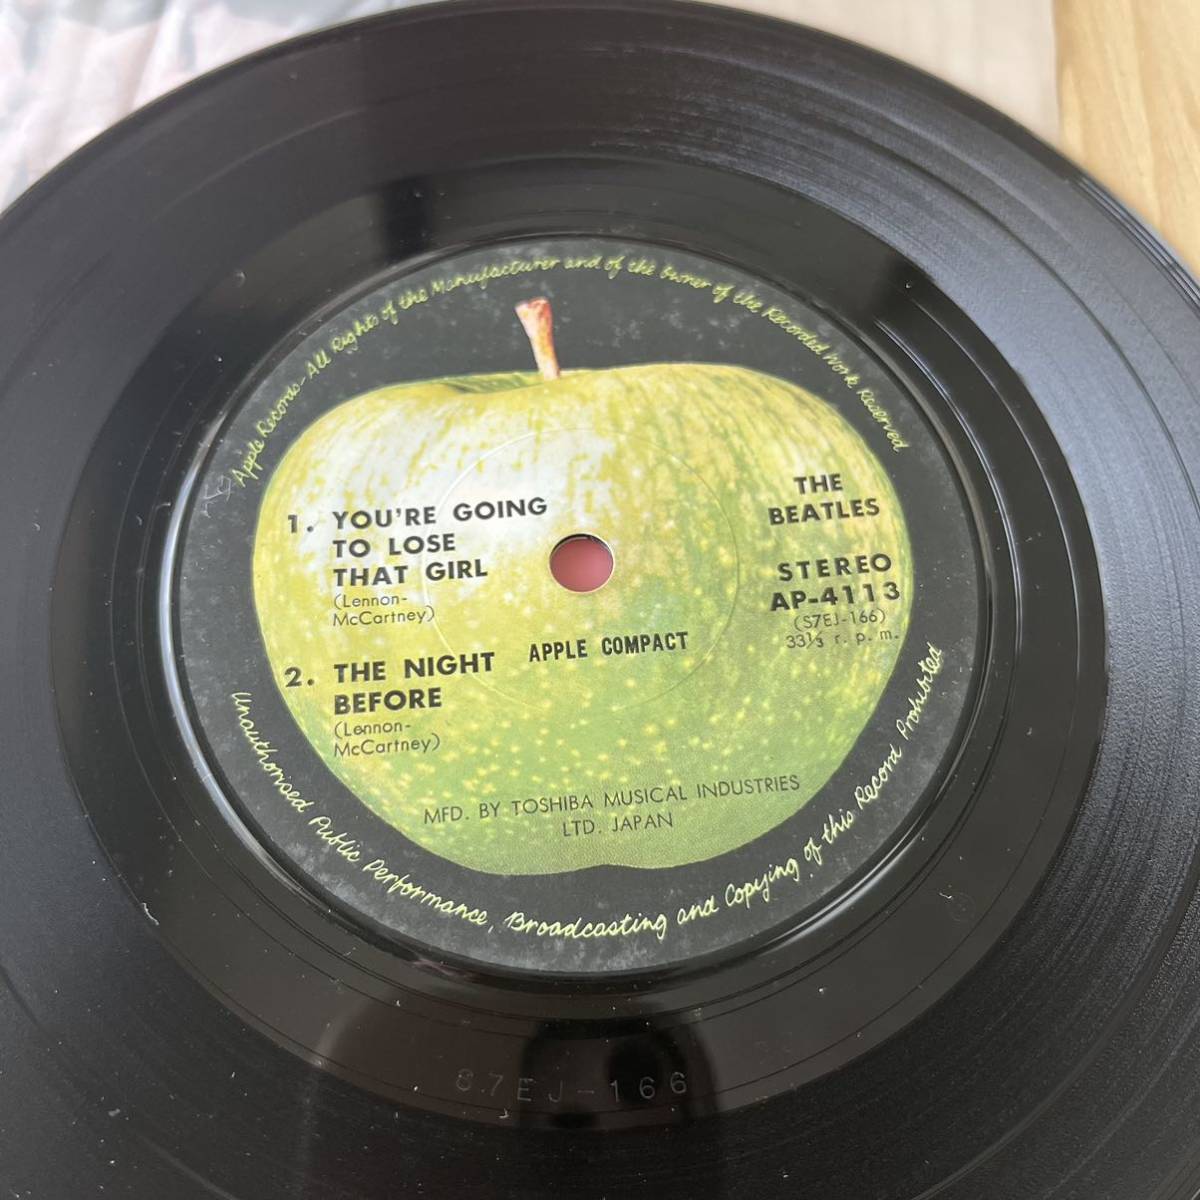 Apple Records-All Rights of the Manufacturer and of the Owner of the Recorded Work Reserved
1. YOU'RE GOING
TO LOSE
THAT GIRL
(Lennon-
McCartney)
2. THE NIGHT
BEFORE
(Lennon-
McCartney)
APPLE COMPACT
THE
BEATLES
STEREO
AP-4113
(S7EJ-166)
33⅓ r. p. m.
MFD. BY TOSHIBA MUSICAL INDUSTRIES
LTD. JAPAN
Unauthorised Public Performance, Broadcasting and Copying of this Record Prohibited
S7EJ-166